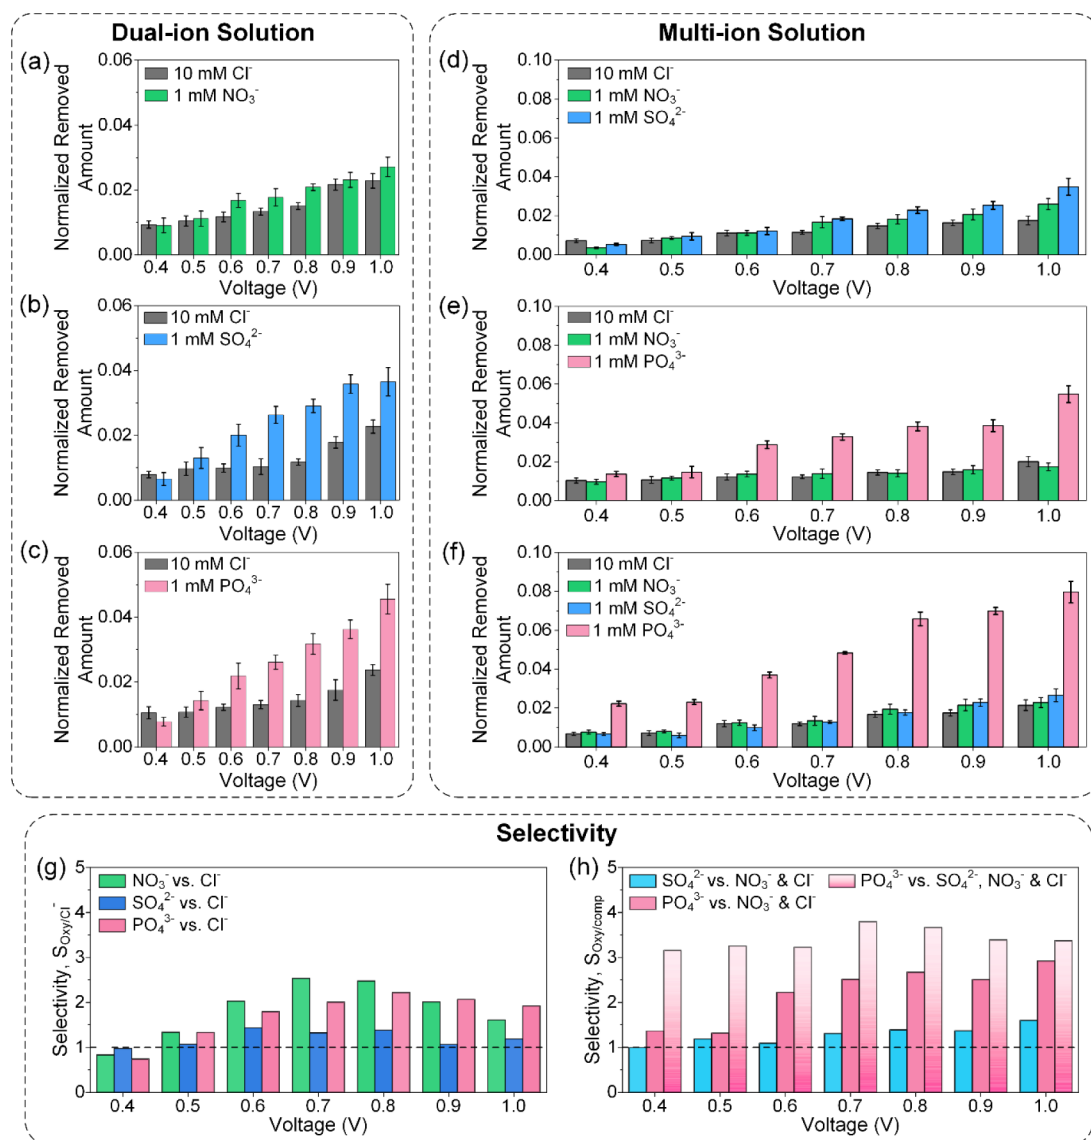 Dual-ion Solution
(a)
Normalized Removed
Amount
0.06
0.04
0.02
0.00
10 mM Cl⁻
1 mM NO₃⁻
0.4 0.5 0.6 0.7 0.8 0.9 1.0
Voltage (V)
(b)
Normalized Removed
Amount
0.06
0.04
0.02
0.00
10 mM Cl⁻
1 mM SO₄²⁻
0.4 0.5 0.6 0.7 0.8 0.9 1.0
Voltage (V)
(c)
Normalized Removed
Amount
0.06
0.04
0.02
0.00
10 mM Cl⁻
1 mM PO₄³⁻
0.4 0.5 0.6 0.7 0.8 0.9 1.0
Voltage (V)
Multi-ion Solution
(d)
Normalized Removed
Amount
0.10
0.08
0.06
0.04
0.02
0.00
10 mM Cl⁻
1 mM NO₃⁻
1 mM SO₄²⁻
0.4 0.5 0.6 0.7 0.8 0.9 1.0
Voltage (V)
(e)
Normalized Removed
Amount
0.10
0.08
0.06
0.04
0.02
0.00
10 mM Cl⁻
1 mM NO₃⁻
1 mM PO₄³⁻
0.4 0.5 0.6 0.7 0.8 0.9 1.0
Voltage (V)
(f)
Normalized Removed
Amount
0.10
0.08
0.06
0.04
0.02
0.00
10 mM Cl⁻
1 mM NO₃⁻
1 mM SO₄²⁻
1 mM PO₄³⁻
0.4 0.5 0.6 0.7 0.8 0.9 1.0
Voltage (V)
Selectivity
(g)
Selectivity, S_Oxy/Cl⁻
5
4
3
2
1
0
NO₃⁻ vs. Cl⁻
SO₄²⁻ vs. Cl⁻
PO₄³⁻ vs. Cl⁻
0.4 0.5 0.6 0.7 0.8 0.9 1.0
Voltage (V)
(h)
Selectivity, S_Oxy/comp
5
4
3
2
1
0
SO₄²⁻ vs. NO₃⁻ & Cl⁻
PO₄³⁻ vs. SO₄²⁻, NO₃⁻ & Cl⁻
PO₄³⁻ vs. NO₃⁻ & Cl⁻
0.4 0.5 0.6 0.7 0.8 0.9 1.0
Voltage (V)